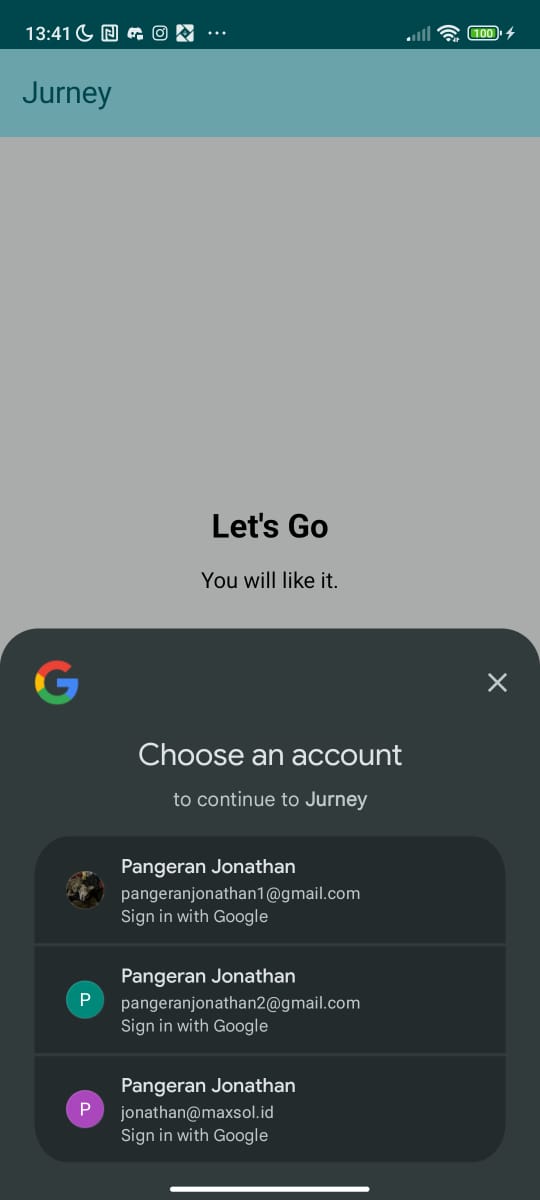 13:41
100
Jurney
Let's Go
You will like it.
Choose an account
to continue to Jurney
Pangeran Jonathan
pangeranjonathan1@gmail.com
Sign in with Google
P
Pangeran Jonathan
pangeranjonathan2@gmail.com
Sign in with Google
P
Pangeran Jonathan
jonathan@maxsol.id
Sign in with Google